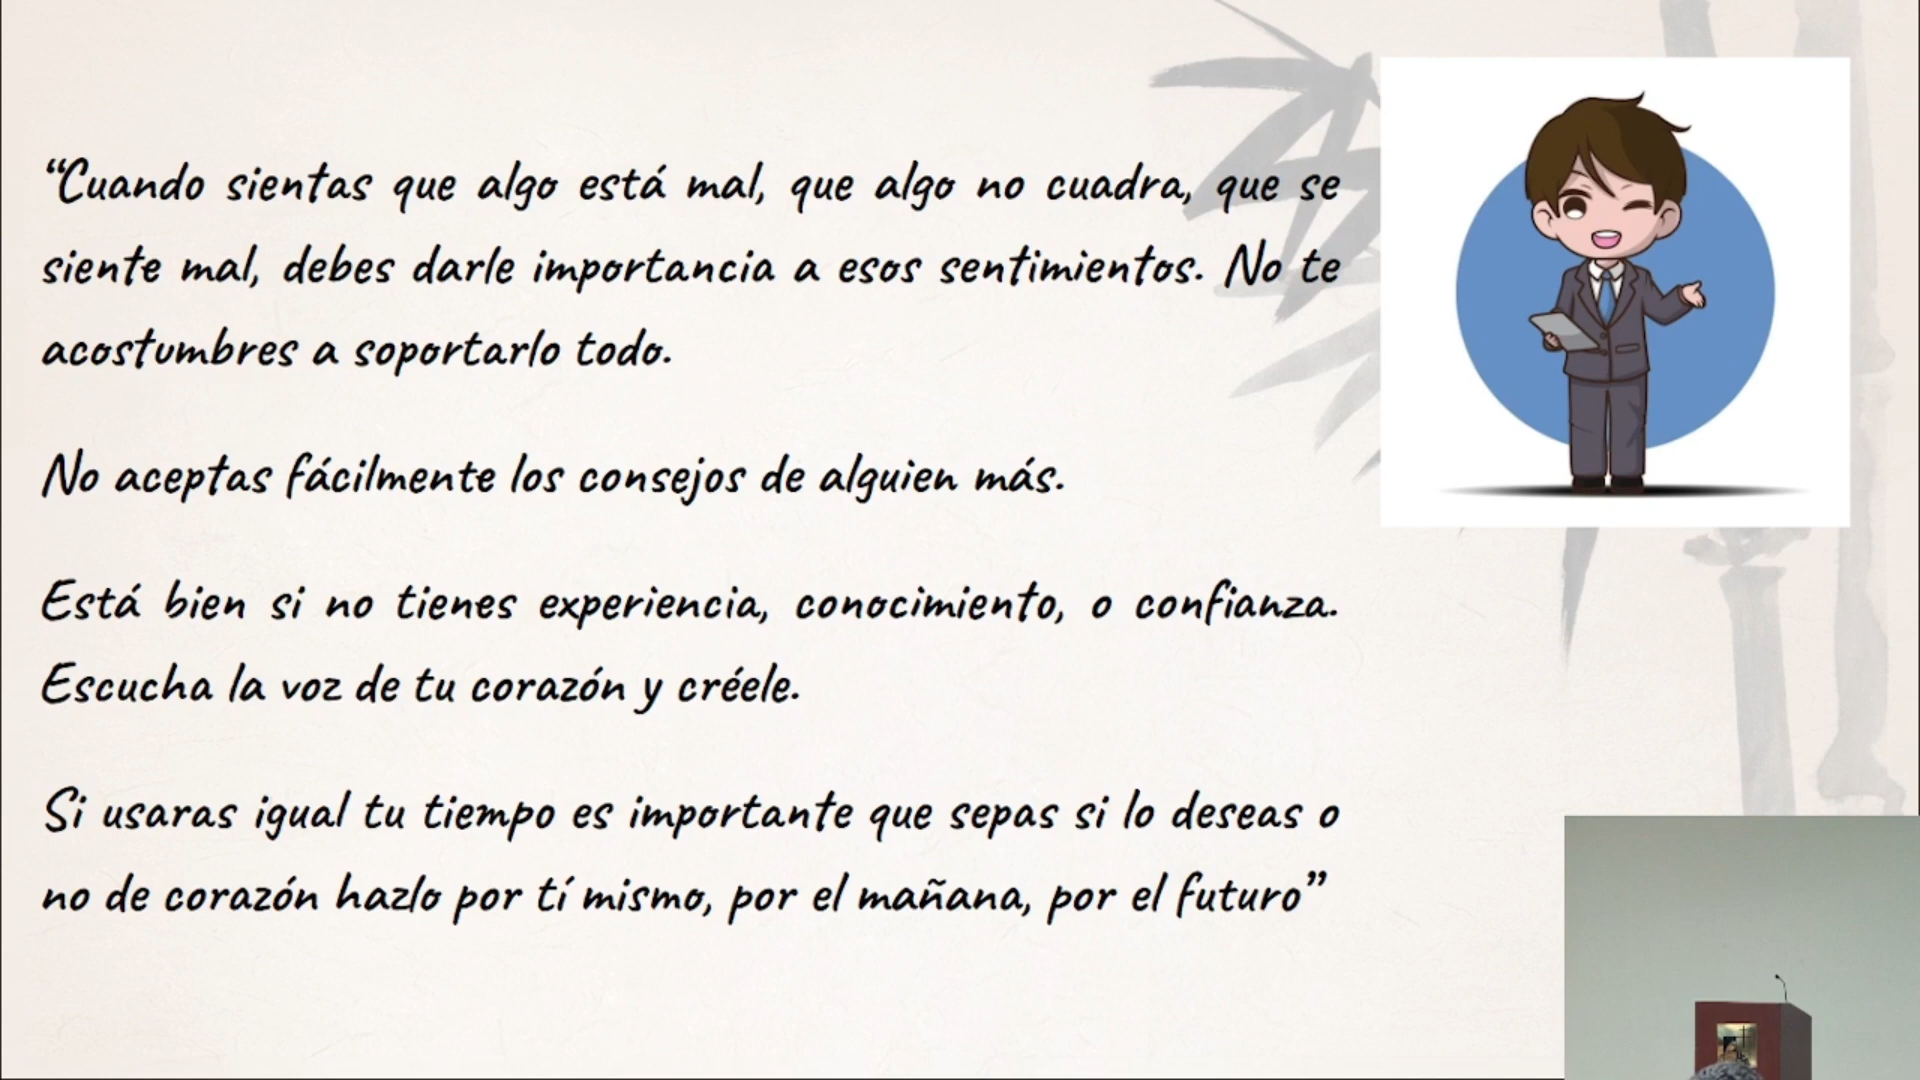 “Cuando sientas que algo está mal, que algo no cuadra, que se
siente mal, debes darle importancia a esos sentimientos. No te
acostumbres a soportarlo todo.
No aceptas fácilmente los consejos de alguien más.
Está bien si no tienes experiencia, conocimiento, o confianza.
Escucha la voz de tu corazón y créele.
Si usaras igual tu tiempo es importante que sepas si lo deseas o
no de corazón hazlo por tí mismo, por el mañana, por el futuro”